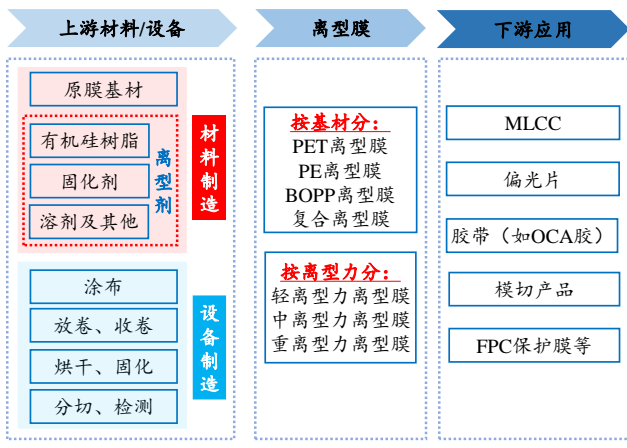 上游材料/设备
离型膜
下游应用
原膜基材
有机硅树脂
固化剂
溶剂及其他
离型剂
材料制造
涂布
放卷、收卷
烘干、固化
分切、检测
设备制造
按基材分：
PET离型膜
PE离型膜
BOPP离型膜
复合离型膜
按离型力分：
轻离型力离型膜
中离型力离型膜
重离型力离型膜
MLCC
偏光片
胶带（如OCA胶）
模切产品
FPC保护膜等